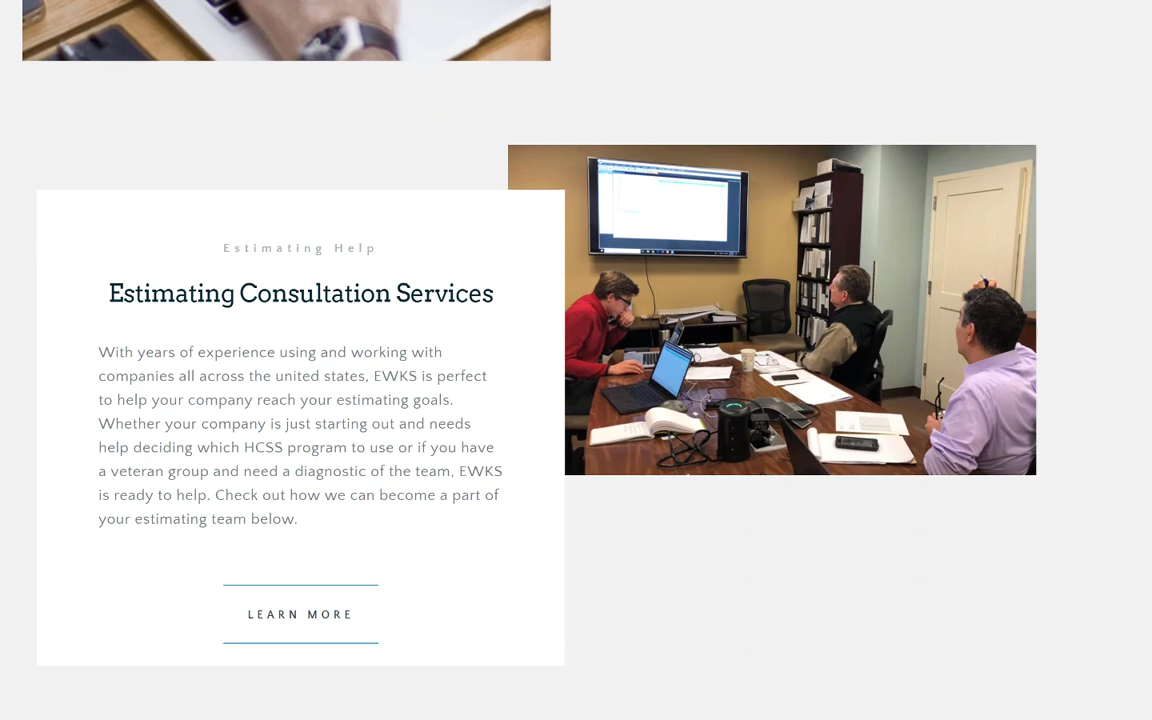 Estimating Help
Estimating Consultation Services
With years of experience using and working with
companies all across the united states, EWKS is perfect
to help your company reach your estimating goals.
Whether your company is just starting out and needs
help deciding which HCSS program to use or if you have
a veteran group and need a diagnostic of the team, EWKS
is ready to help. Check out how we can become a part of
your estimating team below.
LEARN MORE